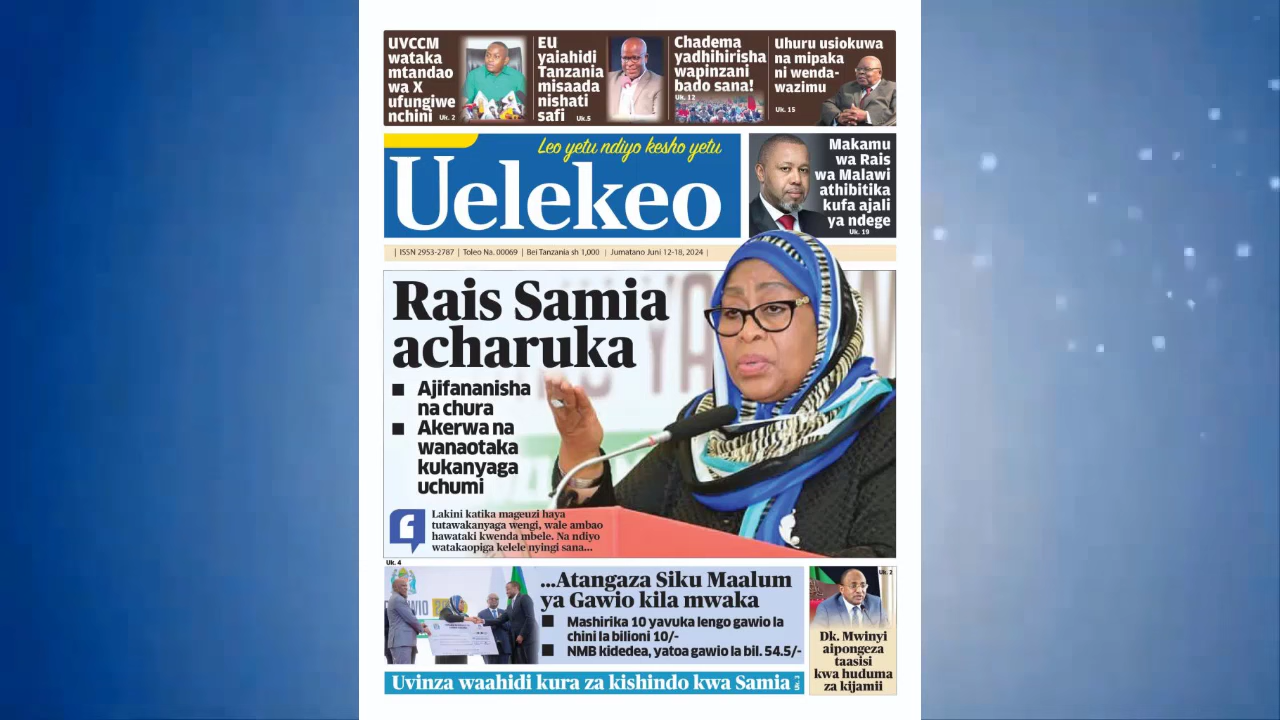 UVCCM
wataka
mtandao
wa X
ufungiwe
nchini Uk. 2
EU
yaiahidi
Tanzania
misaada
nishati
safi Uk.5
Chadema
yadhihirisha
wapinzani
bado sana!
Uk. 12
Uhuru usiokuwa
na mipaka
ni wenda-
wazimu
Uk. 15
Leo yetu ndiyo kesho yetu
Uelekeo
Makamu
wa Rais
wa Malawi
athibitika
kufa ajali
ya ndege
Uk. 19
| ISSN 2953-2787 | Toleo Na. 00069 | Bei Tanzania sh 1,000 | Jumatano Juni 12-18, 2024 |
Rais Samia
acharuka
■ Ajifananisha
na chura
■ Akerwa na
wanaotaka
kukanyaga
uchumi
Lakini katika mageuzi haya
tutawakanyaga wengi, wale ambao
hawataki kwenda mbele. Na ndiyo
watakaopiga kelele nyingi sana...
Uk. 4
...Atangaza Siku Maalum
ya Gawio kila mwaka
■ Mashirika 10 yavuka lengo gawio la
chini la bilioni 10/-
■ NMB kidedea, yatoa gawio la bil. 54.5/-
Uk. 2
Dk. Mwinyi
aipongeza
taasisi
kwa huduma
za kijamii
Uvinza waahidi kura za kishindo kwa Samia Uk. 3